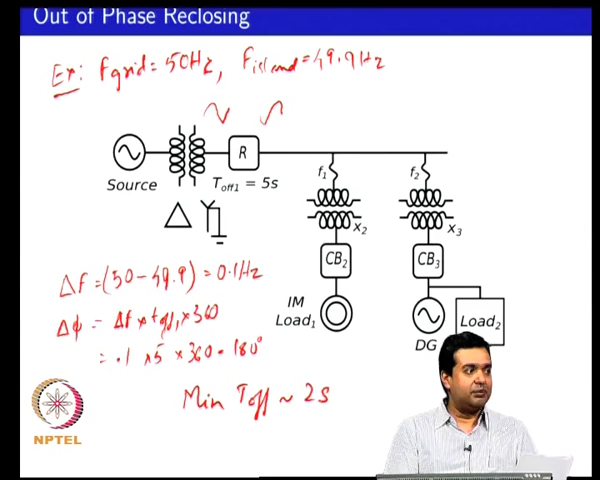 Out of Phase Reclosing
Ex: fgrid = 50Hz, fisland = 49.9Hz
R
Source
Toff1 = 5s
f1
f2
X2
X3
CB2
CB3
Δf = (50 - 49.9) = 0.1Hz
Δφ = Δf × toff1 × 360
= .1 × 5 × 360 = 180°
IM
Load1
DG
Load2
Min Toff ~ 2s
NPTEL